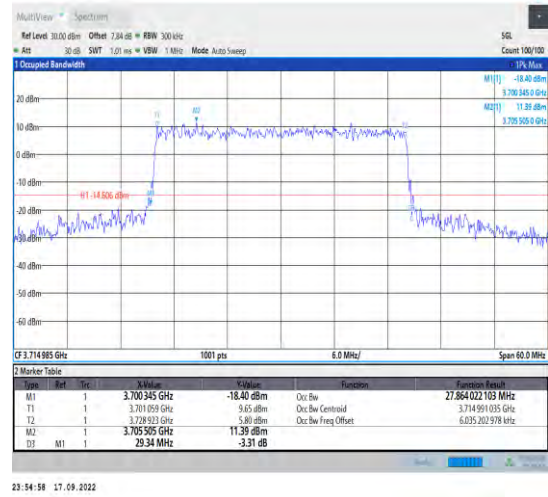 MultiView Spectrum
Ref Level 30.00 dBm Offset 7.84 dB RBW 300 kHz SGL
Att 30 dB SWT 1.01 ms VBW 1 MHz Mode Auto Sweep Count 100/100
1 Occupied Bandwidth 1Pk Max
M1[1] -18.40 dBm
3.700 345 0 GHz
M2[1] 11.39 dBm
3.705 505 0 GHz
20 dBm
M2
10 dBm
0 dBm
-10 dBm
H1 -14.606 dBm
-20 dBm
-30 dBm
-40 dBm
-50 dBm
-60 dBm
CF 3.714 985 GHz 1001 pts 6.0 MHz/ Span 60.0 MHz
2 Marker Table
Type Ref Trc X-Value Y-Value Function Function Result
M1 1 3.700 345 GHz -18.40 dBm Occ Bw 27.864 022 103 MHz
T1 1 3.701 059 GHz 9.65 dBm Occ Bw Centroid 3.714 991 035 GHz
T2 1 3.728 923 GHz 5.80 dBm Occ Bw Freq Offset 6.035 202 978 kHz
M2 1 3.705 505 GHz 11.39 dBm
D3 M1 1 29.34 MHz -3.31 dB
23:54:58 17.09.2022